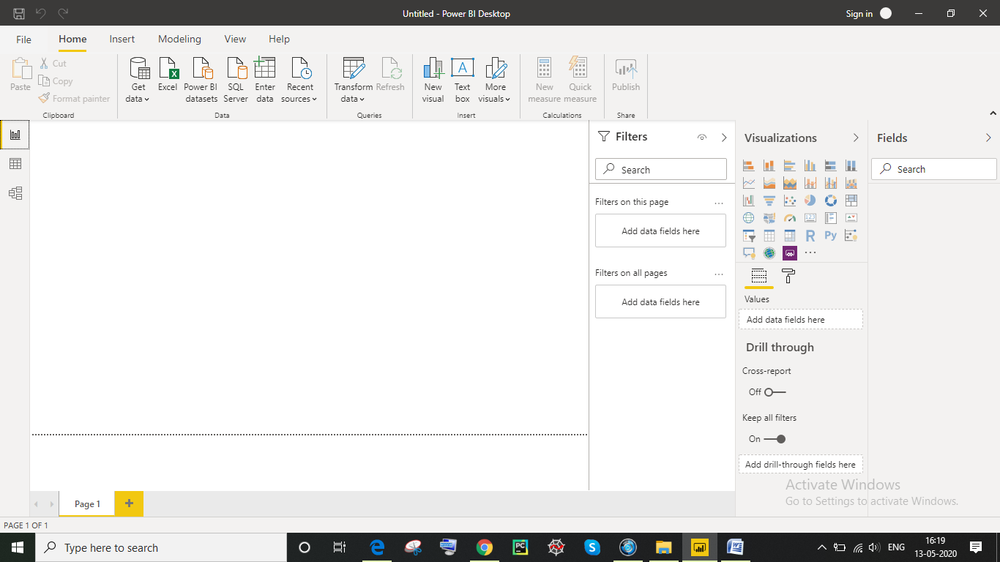 Untitled - Power BI Desktop
Sign in
File Home Insert Modeling View Help
Paste
Cut
Copy
Format painter
Clipboard
Get data
Excel
Power BI datasets
SQL Server
Enter data
Recent sources
Data
Transform data
Refresh
Queries
New visual
Text box
More visuals
Insert
New measure
Quick measure
Calculations
Publish
Share
Filters
Search
Filters on this page
...
Add data fields here
Filters on all pages
...
Add data fields here
Visualizations
123
R
Py
...
Values
Add data fields here
Drill through
Cross-report
Off
Keep all filters
On
Add drill-through fields here
Fields
Search
Activate Windows
Go to Settings to activate Windows.
Page 1
PAGE 1 OF 1
Type here to search
PC
ENG
16:19
13-05-2020